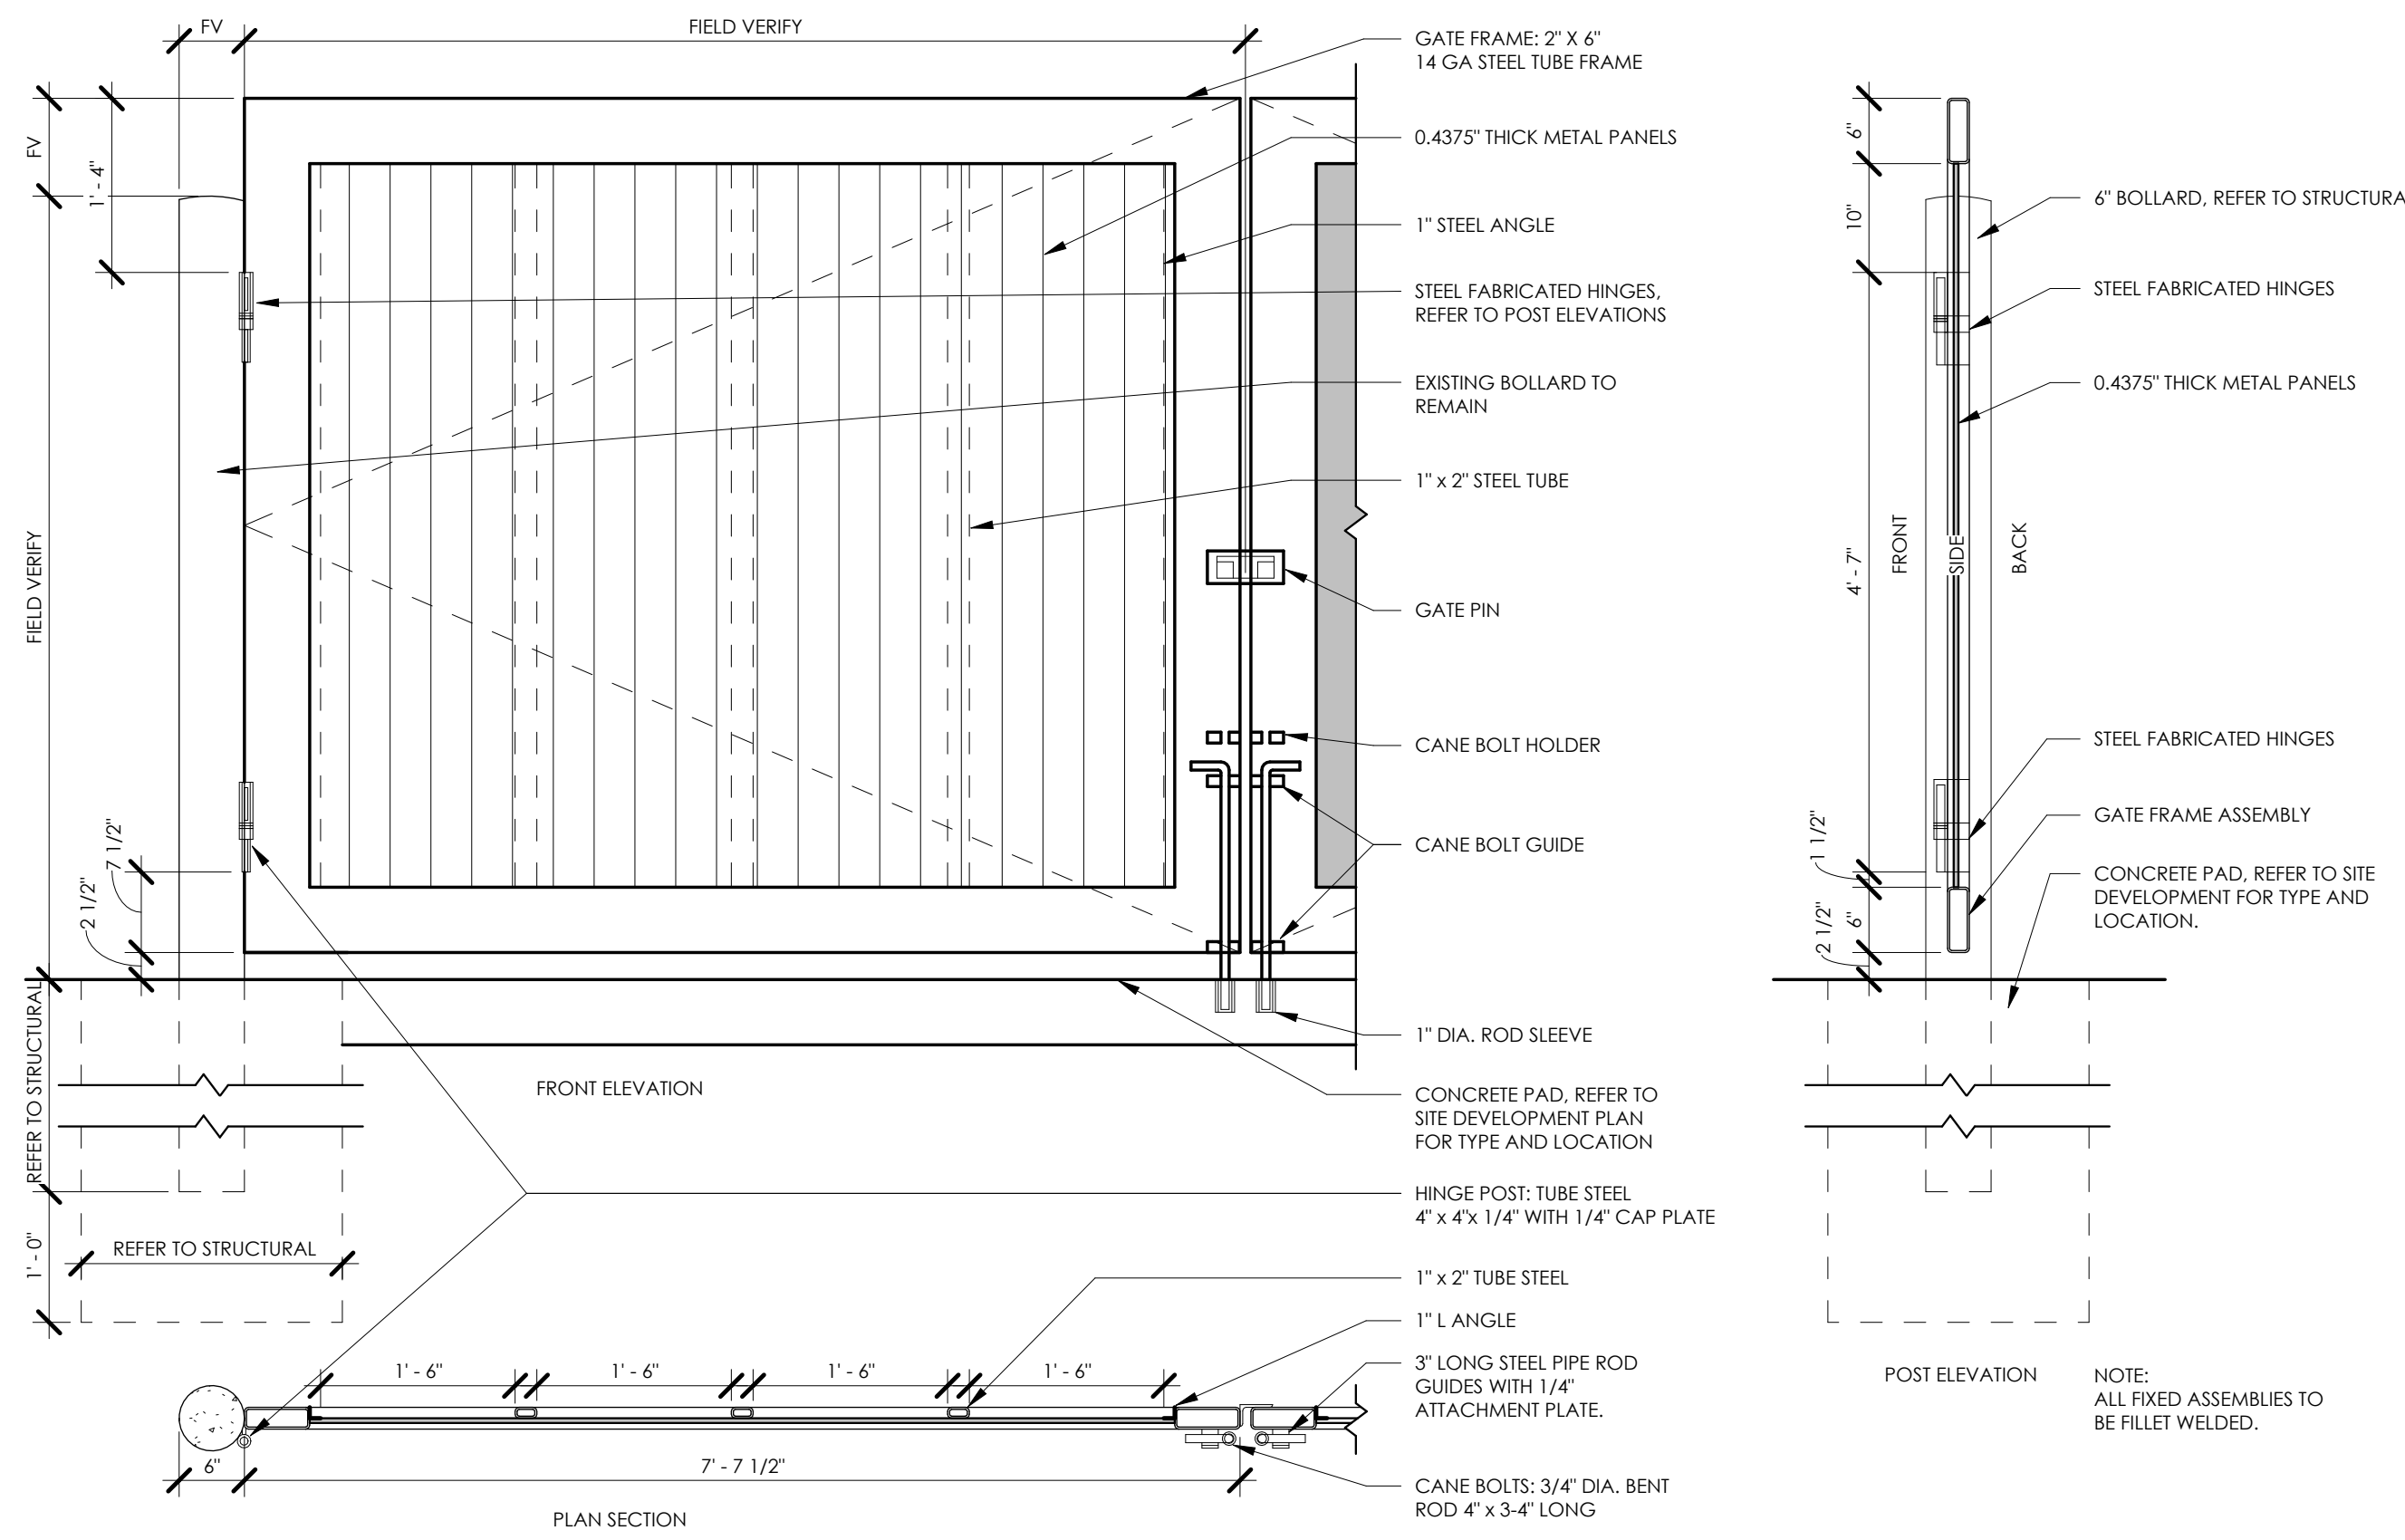 FV
FIELD VERIFY
FV
1' - 4"
FIELD VERIFY
7 1/2"
2 1/2"
REFER TO STRUCTURAL
1' - 0"
REFER TO STRUCTURAL
FRONT ELEVATION
GATE FRAME: 2" X 6"
14 GA STEEL TUBE FRAME
0.4375" THICK METAL PANELS
1" STEEL ANGLE
STEEL FABRICATED HINGES,
REFER TO POST ELEVATIONS
EXISTING BOLLARD TO
REMAIN
1" x 2" STEEL TUBE
GATE PIN
CANE BOLT HOLDER
CANE BOLT GUIDE
1" DIA. ROD SLEEVE
CONCRETE PAD, REFER TO
SITE DEVELOPMENT PLAN
FOR TYPE AND LOCATION
HINGE POST: TUBE STEEL
4" x 4"x 1/4" WITH 1/4" CAP PLATE
1" x 2" TUBE STEEL
1" L ANGLE
3" LONG STEEL PIPE ROD
GUIDES WITH 1/4"
ATTACHMENT PLATE.
CANE BOLTS: 3/4" DIA. BENT
ROD 4" x 3-4" LONG
1' - 6"
1' - 6"
1' - 6"
1' - 6"
6"
7' - 7 1/2"
PLAN SECTION
6"
10"
4' - 7"
1 1/2"
6"
2 1/2"
FRONT
SIDE
BACK
6" BOLLARD, REFER TO STRUCTURA
STEEL FABRICATED HINGES
0.4375" THICK METAL PANELS
STEEL FABRICATED HINGES
GATE FRAME ASSEMBLY
CONCRETE PAD, REFER TO SITE
DEVELOPMENT FOR TYPE AND
LOCATION.
POST ELEVATION
NOTE:
ALL FIXED ASSEMBLIES TO
BE FILLET WELDED.